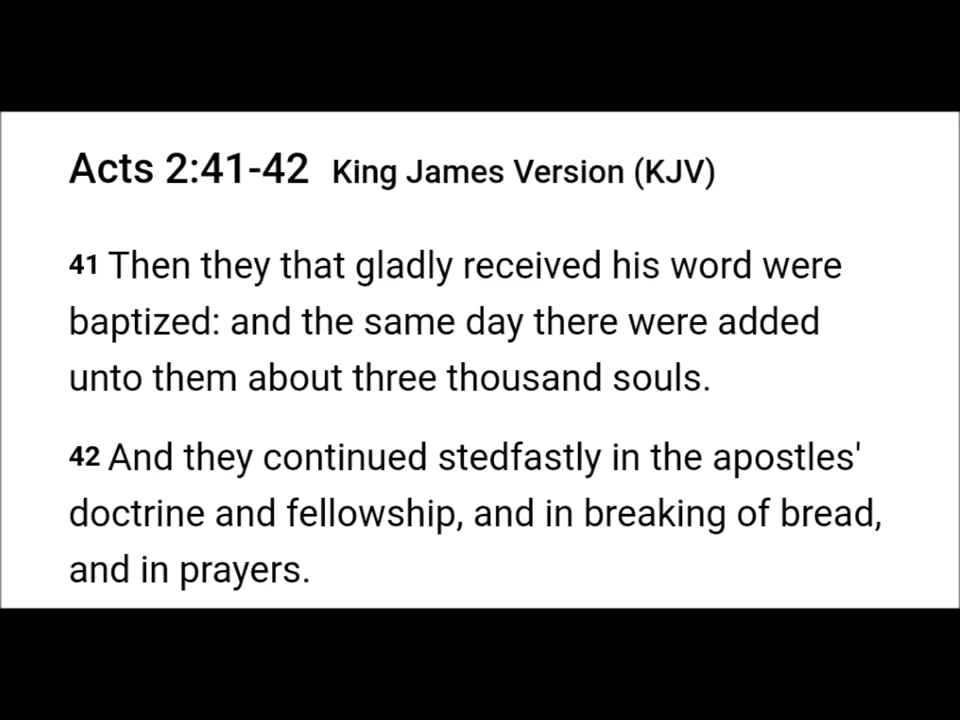 Acts 2:41-42 King James Version (KJV)
41 Then they that gladly received his word were
baptized: and the same day there were added
unto them about three thousand souls.
42 And they continued stedfastly in the apostles'
doctrine and fellowship, and in breaking of bread,
and in prayers.